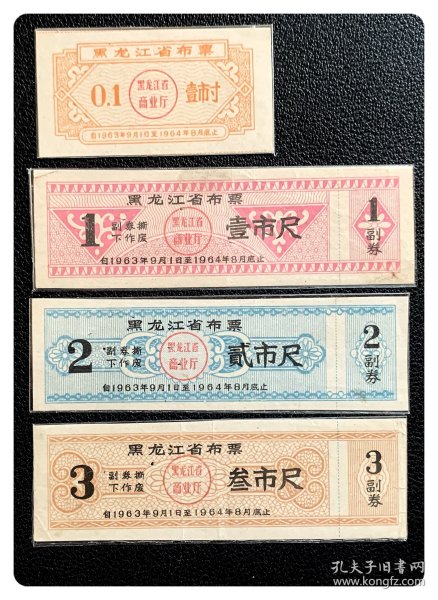 黑龙江省布票
0.1
黑龙江省
商业厅
壹市寸
自1963年9月1日至1964年8月底止
黑龙江省布票
1
副券撕
下作废
黑龙江省
商业厅
壹市尺
自1963年9月1日至1964年8月底止
1
副券
黑龙江省布票
2
副券撕
下作废
黑龙江省
商业厅
贰市尺
自1963年9月1日至1964年8月底止
2
副券
黑龙江省布票
3
副券撕
下作废
黑龙江省
商业厅
叁市尺
自1963年9月1日至1964年8月底止
3
副券
孔夫子旧书网
www.kongfz.com